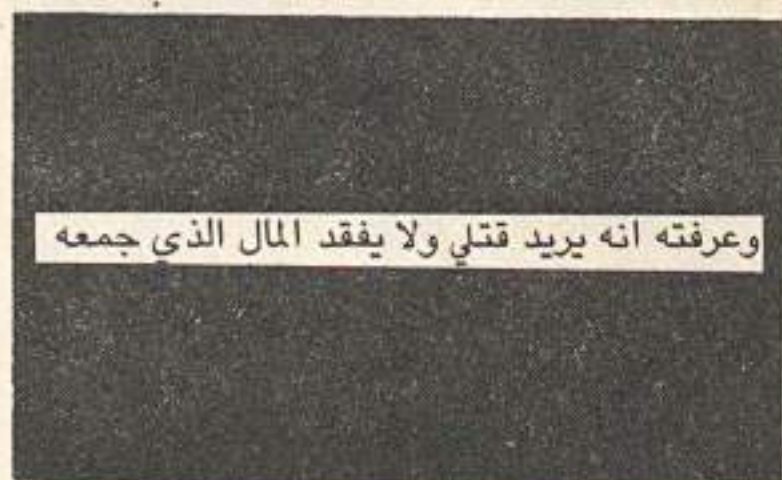 وعرفته انه يريد قتلي ولا يفقد المال الذي جمعه